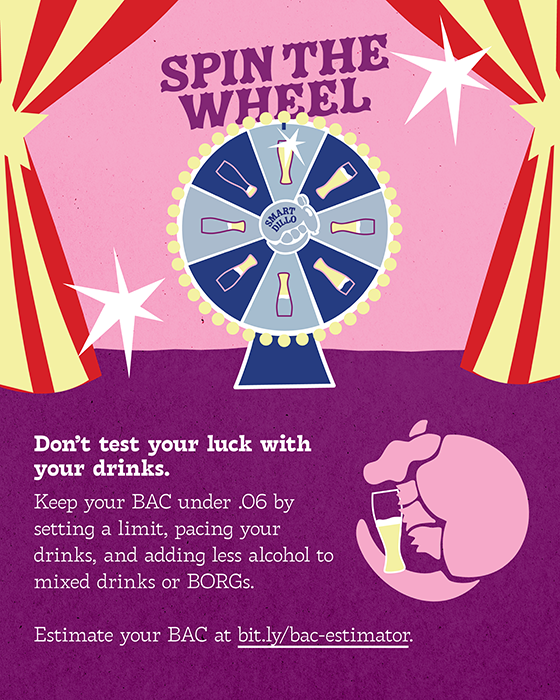 SPIN THE
WHEEL
SMART
DILLO
Don’t test your luck with
your drinks.
Keep your BAC under .06 by
setting a limit, pacing your
drinks, and adding less alcohol to
mixed drinks or BORGs.
Estimate your BAC at bit.ly/bac-estimator.